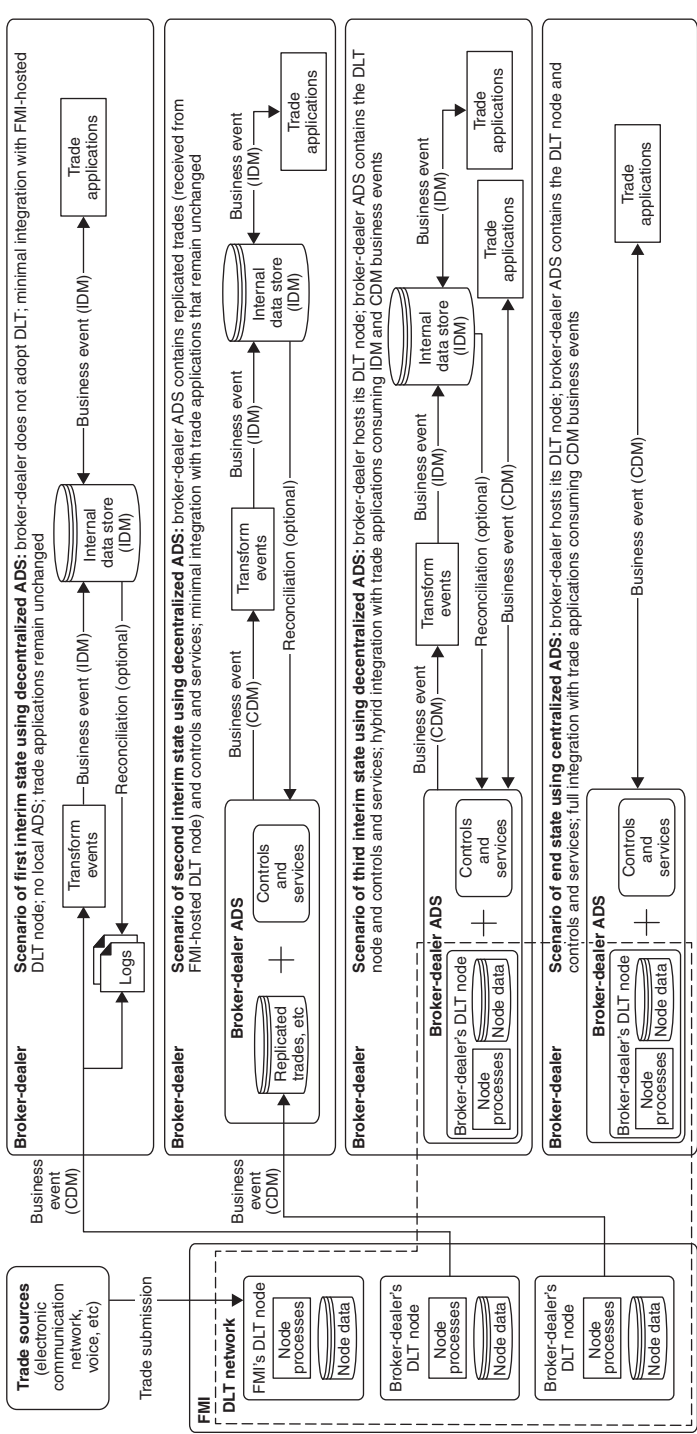 Trade sources
(electronic
communication
network,
voice, etc)
Trade submission
FMI
DLT network
FMI's DLT node
Node
processes
Node data
Broker-dealer's
DLT node
Node
processes
Node data
Broker-dealer's
DLT node
Node
processes
Node data
Business
event
(CDM)
Business
event
(CDM)
Broker-dealer
Scenario of first interim state using decentralized ADS: broker-dealer does not adopt DLT; minimal integration with FMI-hosted
DLT node; no local ADS; trade applications remain unchanged
Logs
Transform
events
Business event (IDM)
Reconciliation (optional)
Internal
data store
(IDM)
Business event (IDM)
Trade
applications
Broker-dealer
Scenario of second interim state using decentralized ADS: broker-dealer ADS contains replicated trades (received from
FMI-hosted DLT node) and controls and services; minimal integration with trade applications that remain unchanged
Broker-dealer ADS
Replicated
trades, etc
+
Controls
and
services
Business event
(CDM)
Transform
events
Business event
(IDM)
Reconciliation (optional)
Internal
data store
(IDM)
Business event
(IDM)
Trade
applications
Broker-dealer
Scenario of third interim state using decentralized ADS: broker-dealer hosts its DLT node; broker-dealer ADS contains the DLT
node and controls and services; hybrid integration with trade applications consuming IDM and CDM business events
Broker-dealer ADS
Broker-dealer's DLT node
Node
processes
Node data
+
Controls
and
services
Business event
(CDM)
Transform
events
Business event
(IDM)
Reconciliation (optional)
Business event (CDM)
Internal
data store
(IDM)
Business event
(IDM)
Trade
applications
Trade
applications
Broker-dealer
Scenario of end state using centralized ADS: broker-dealer hosts its DLT node; broker-dealer ADS contains the DLT node and
controls and services; full integration with trade applications consuming CDM business events
Broker-dealer ADS
Broker-dealer's DLT node
Node
processes
Node data
+
Controls
and
services
Business event (CDM)
Trade
applications